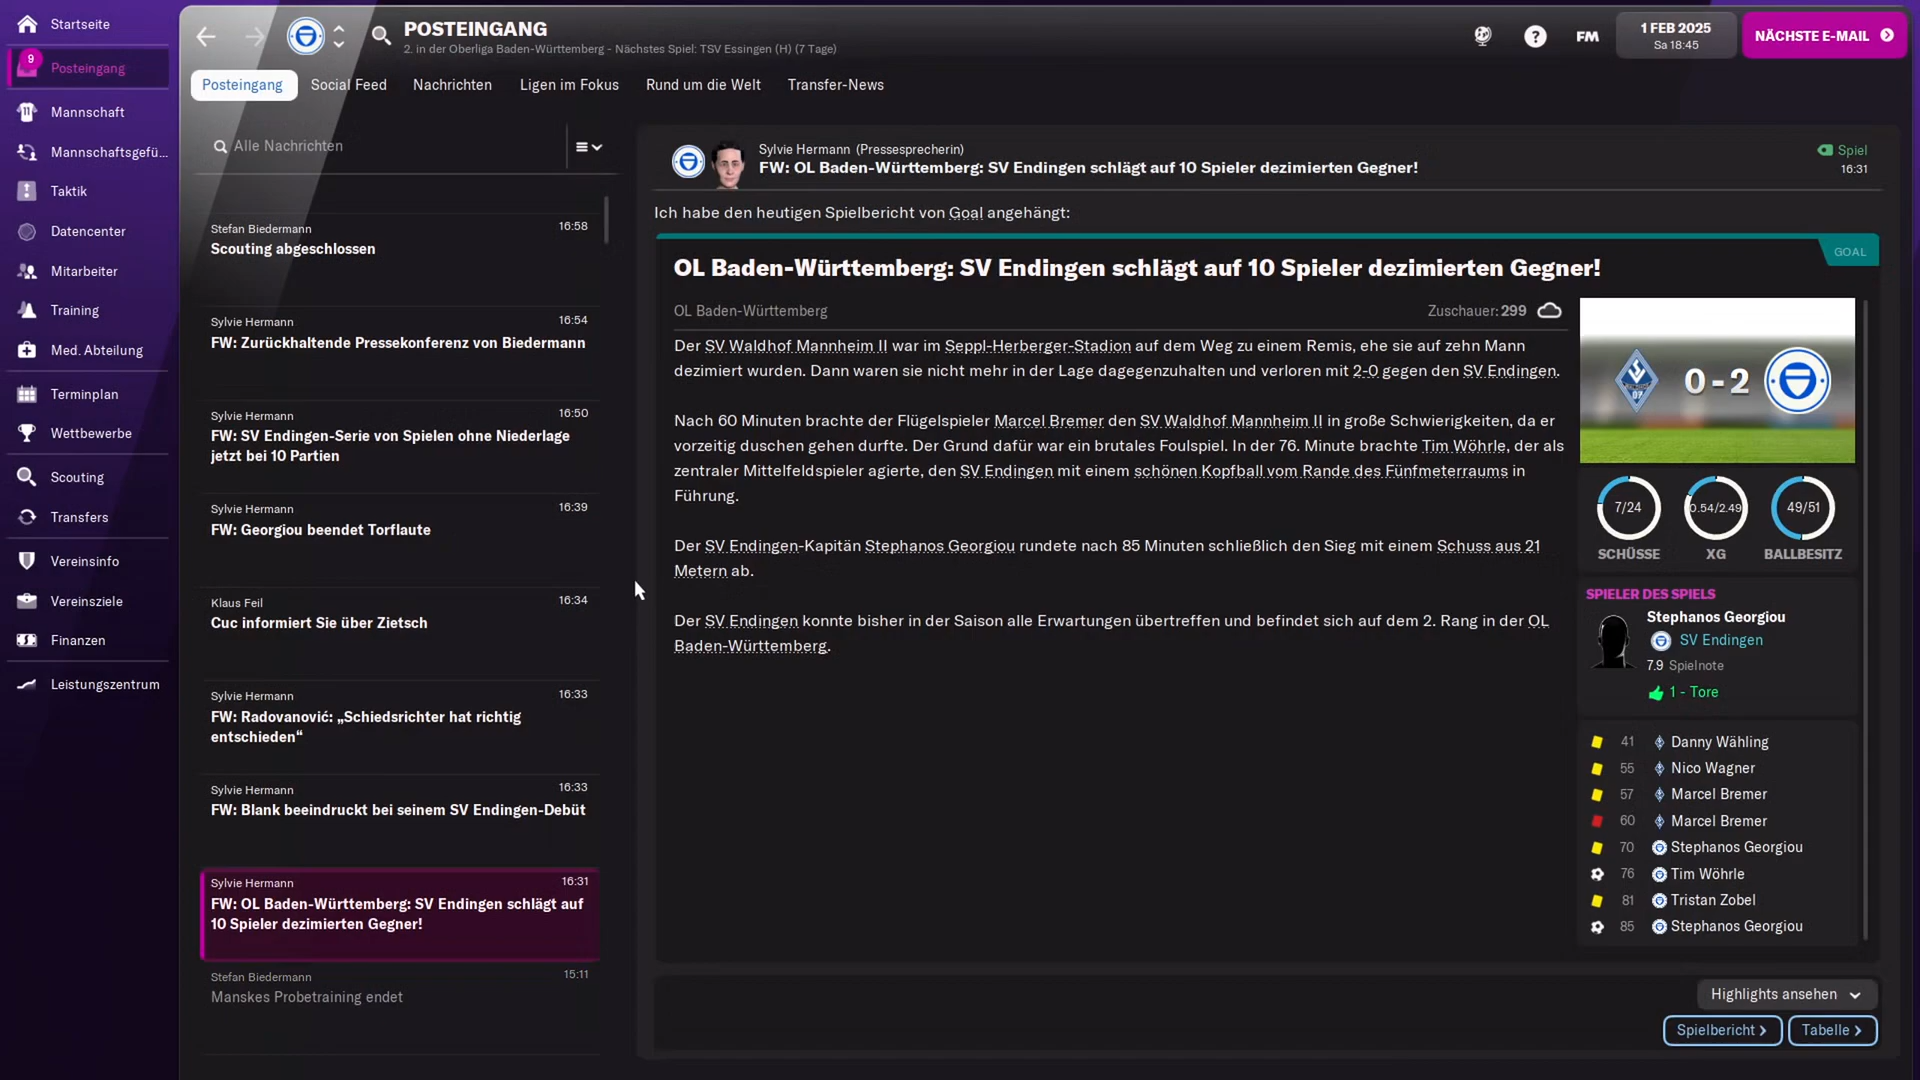 Startseite
9
Posteingang
Mannschaft
Mannschaftsgefü...
Taktik
Datencenter
Mitarbeiter
Training
Med. Abteilung
Terminplan
Wettbewerbe
Scouting
Transfers
Vereinsinfo
Vereinsziele
Finanzen
Leistungszentrum
POSTEINGANG
2. in der Oberliga Baden-Württemberg - Nächstes Spiel: TSV Essingen (H) (7 Tage)
FM
1 FEB 2025
Sa 18:45
NÄCHSTE E-MAIL
Posteingang
Social Feed
Nachrichten
Ligen im Fokus
Rund um die Welt
Transfer-News
Alle Nachrichten
Stefan Biedermann
16:58
Scouting abgeschlossen
Sylvie Hermann
16:54
FW: Zurückhaltende Pressekonferenz von Biedermann
Sylvie Hermann
16:50
FW: SV Endingen-Serie von Spielen ohne Niederlage
jetzt bei 10 Partien
Sylvie Hermann
16:39
FW: Georgiou beendet Torflaute
Klaus Feil
16:34
Cuc informiert Sie über Zietsch
Sylvie Hermann
16:33
FW: Radovanović: „Schiedsrichter hat richtig
entschieden“
Sylvie Hermann
16:33
FW: Blank beeindruckt bei seinem SV Endingen-Debüt
Sylvie Hermann
16:31
FW: OL Baden-Württemberg: SV Endingen schlägt auf
10 Spieler dezimierten Gegner!
Stefan Biedermann
15:11
Manskes Probetraining endet
Sylvie Hermann (Pressesprecherin)
FW: OL Baden-Württemberg: SV Endingen schlägt auf 10 Spieler dezimierten Gegner!
Spiel
16:31
Ich habe den heutigen Spielbericht von Goal angehängt:
GOAL
OL Baden-Württemberg: SV Endingen schlägt auf 10 Spieler dezimierten Gegner!
OL Baden-Württemberg
Zuschauer: 299
Der SV Waldhof Mannheim II war im Seppl-Herberger-Stadion auf dem Weg zu einem Remis, ehe sie auf zehn Mann
dezimiert wurden. Dann waren sie nicht mehr in der Lage dagegenzuhalten und verloren mit 2-0 gegen den SV Endingen.
Nach 60 Minuten brachte der Flügelspieler Marcel Bremer den SV Waldhof Mannheim II in große Schwierigkeiten, da er
vorzeitig duschen gehen durfte. Der Grund dafür war ein brutales Foulspiel. In der 76. Minute brachte Tim Wöhrle, der als
zentraler Mittelfeldspieler agierte, den SV Endingen mit einem schönen Kopfball vom Rande des Fünfmeterraums in
Führung.
Der SV Endingen-Kapitän Stephanos Georgiou rundete nach 85 Minuten schließlich den Sieg mit einem Schuss aus 21
Metern ab.
Der SV Endingen konnte bisher in der Saison alle Erwartungen übertreffen und befindet sich auf dem 2. Rang in der OL
Baden-Württemberg.
0 - 2
7/24
0.54/2.49
49/51
SCHÜSSE
XG
BALLBESITZ
SPIELER DES SPIELS
Stephanos Georgiou
SV Endingen
7.9 Spielnote
1 - Tore
41 Danny Wähling
55 Nico Wagner
57 Marcel Bremer
60 Marcel Bremer
70 Stephanos Georgiou
76 Tim Wöhrle
81 Tristan Zobel
85 Stephanos Georgiou
Highlights ansehen
Spielbericht
Tabelle